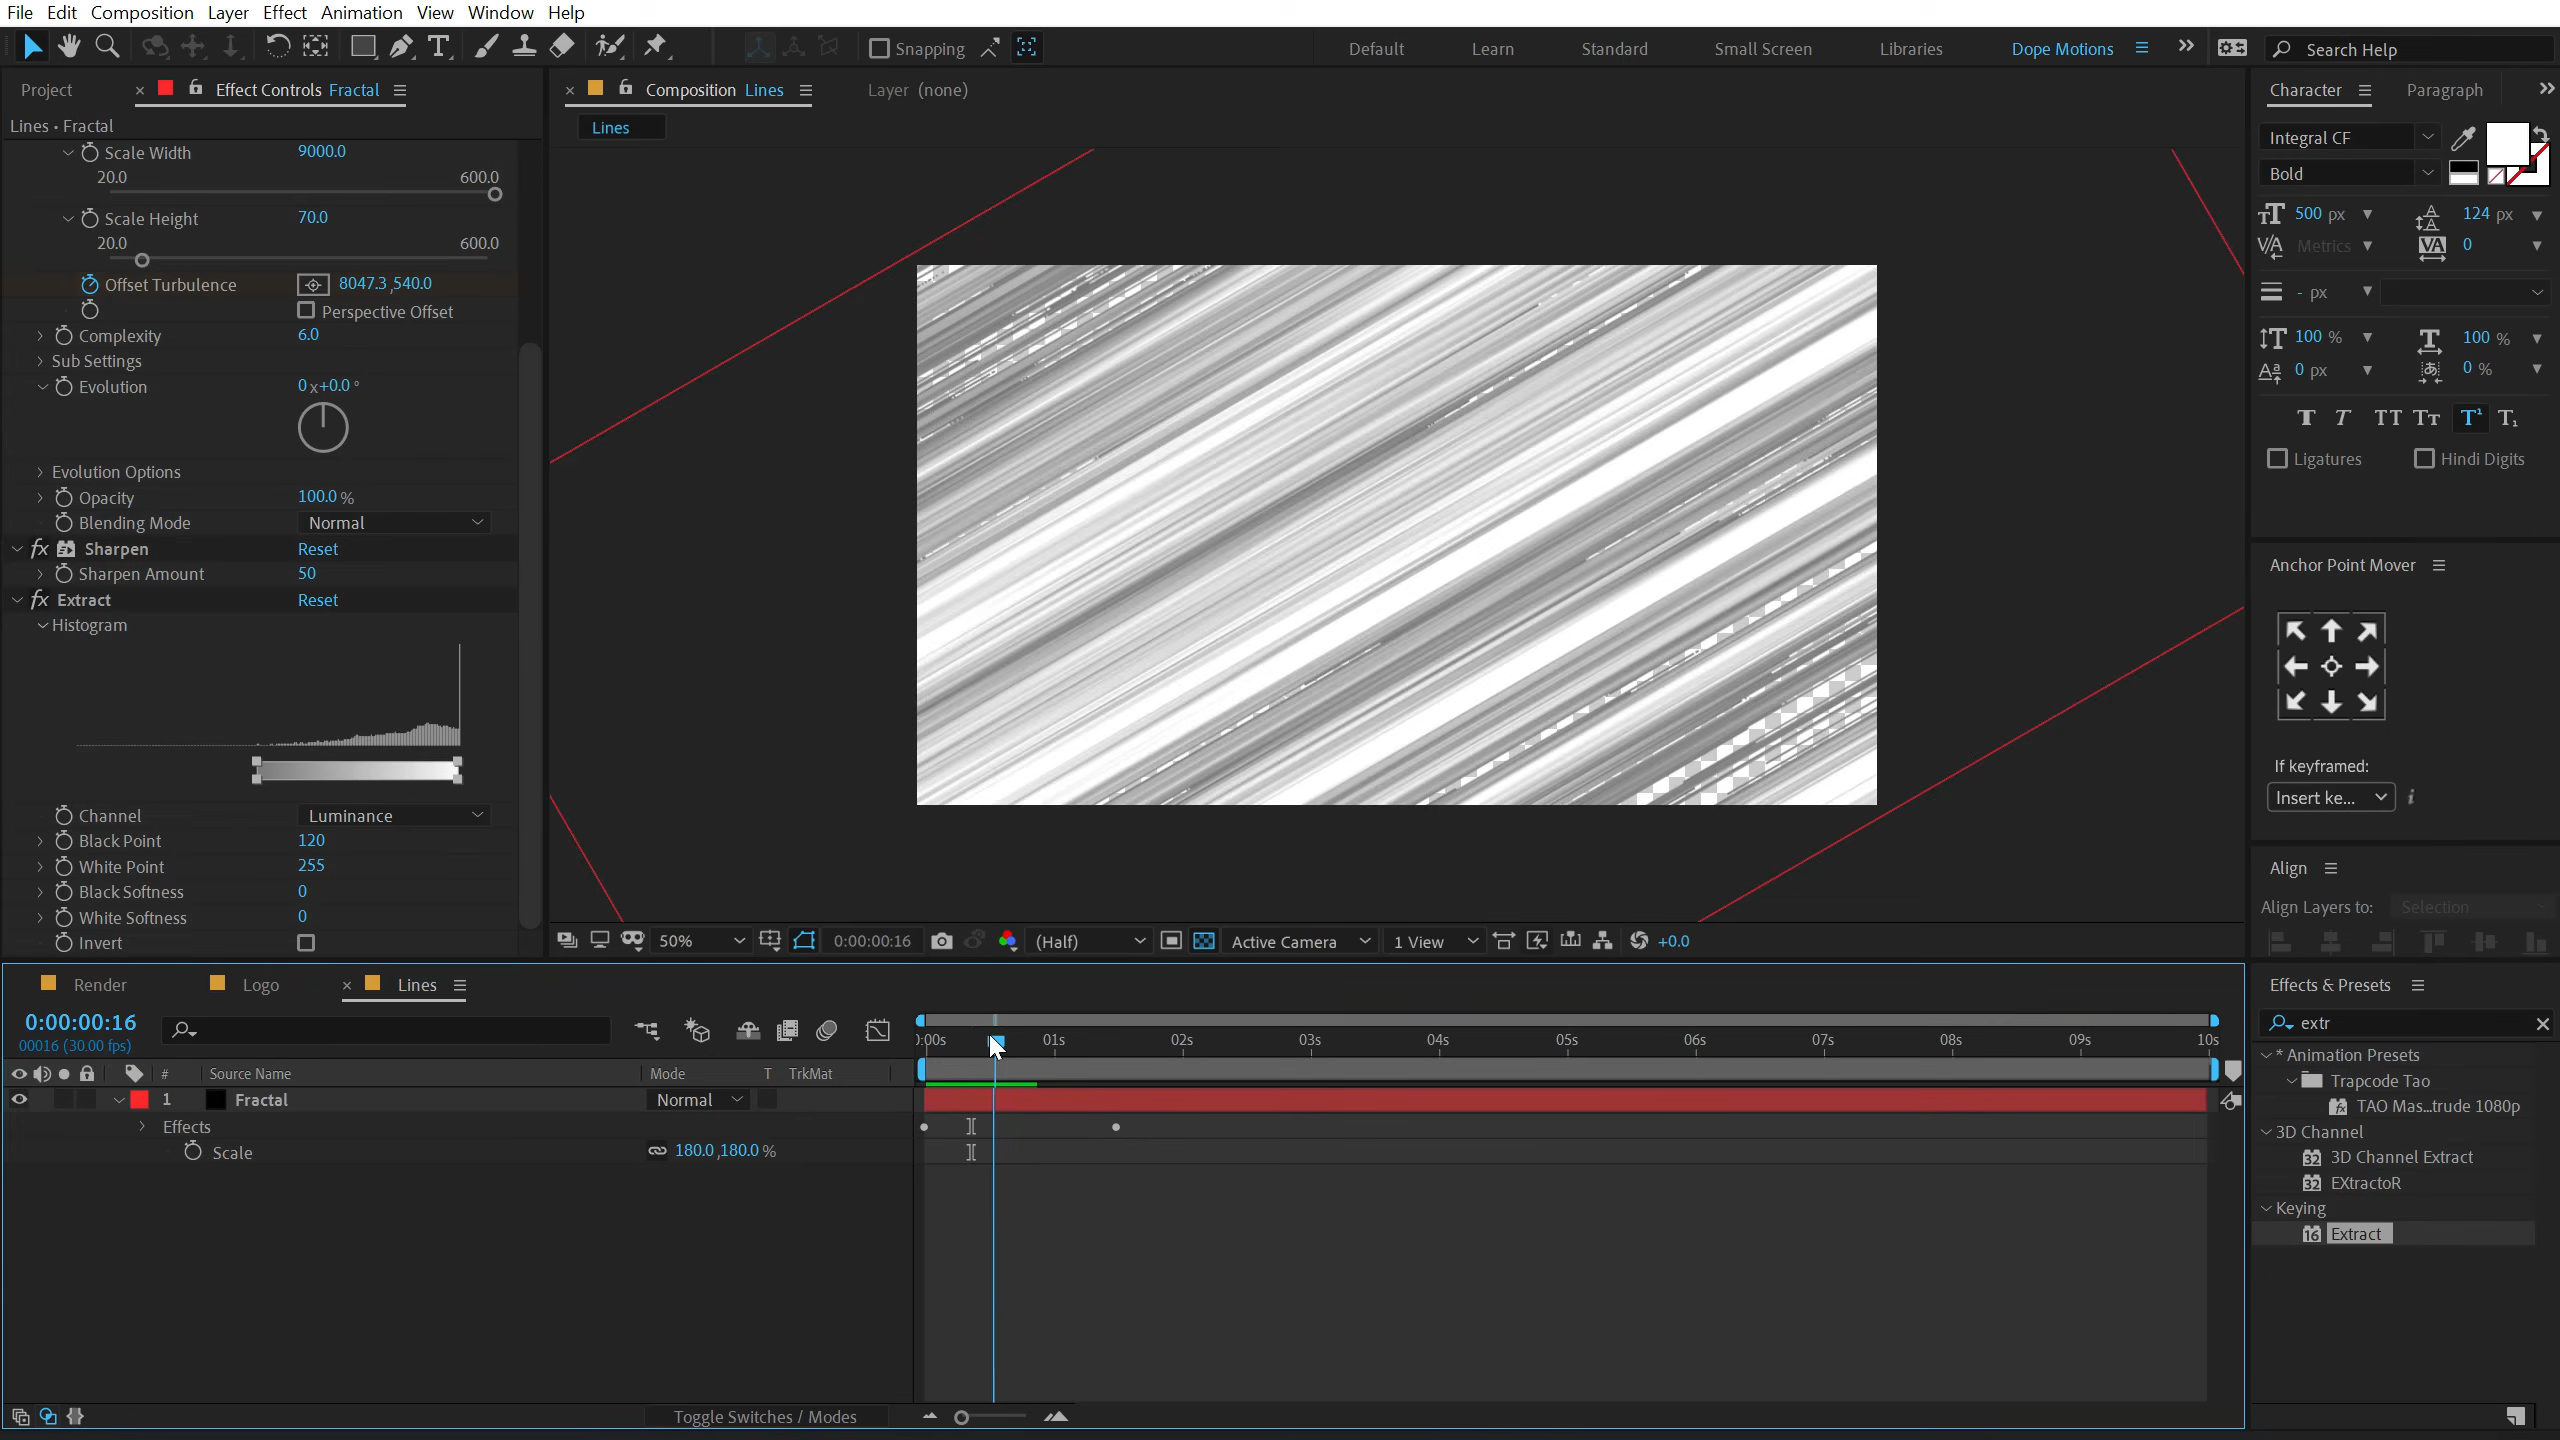 File Edit Composition Layer Effect Animation View Window Help
Snapping
Default Learn Standard Small Screen Libraries Dope Motions
Search Help
Project
Effect Controls Fractal
Lines • Fractal
Scale Width 9000.0
20.0 600.0
Scale Height 70.0
20.0 600.0
Offset Turbulence 8047.3 ,540.0
Perspective Offset
Complexity 6.0
Sub Settings
Evolution 0 x+0.0 °
Evolution Options
Opacity 100.0 %
Blending Mode Normal
fx Sharpen Reset
Sharpen Amount 50
fx Extract Reset
Histogram
Channel Luminance
Black Point 120
White Point 255
Black Softness 0
White Softness 0
Invert
Composition Lines
Layer (none)
Lines
50% 0:00:00:16 (Half) Active Camera 1 View +0.0
Character Paragraph
Integral CF
Bold
500 px 124 px
Metrics 0
- px
100 % 100 %
0 px 0 %
Ligatures Hindi Digits
Anchor Point Mover
If keyframed:
Insert ke...
Align
Align Layers to: Selection
Render Logo Lines
0:00:00:16
00016 (30.00 fps)
# Source Name Mode T TrkMat
1 Fractal Normal
Effects
Scale 180.0 ,180.0 %
Toggle Switches / Modes
):00s 01s 02s 03s 04s 05s 06s 07s 08s 09s 10s
Effects & Presets
extr
* Animation Presets
Trapcode Tao
TAO Mas...trude 1080p
3D Channel
3D Channel Extract
EXtractoR
Keying
Extract